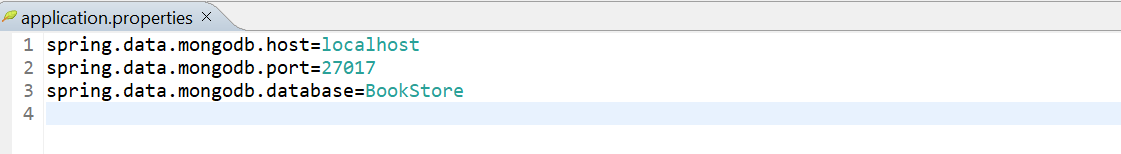 application.properties
1 spring.data.mongodb.host=localhost
2 spring.data.mongodb.port=27017
3 spring.data.mongodb.database=BookStore
4